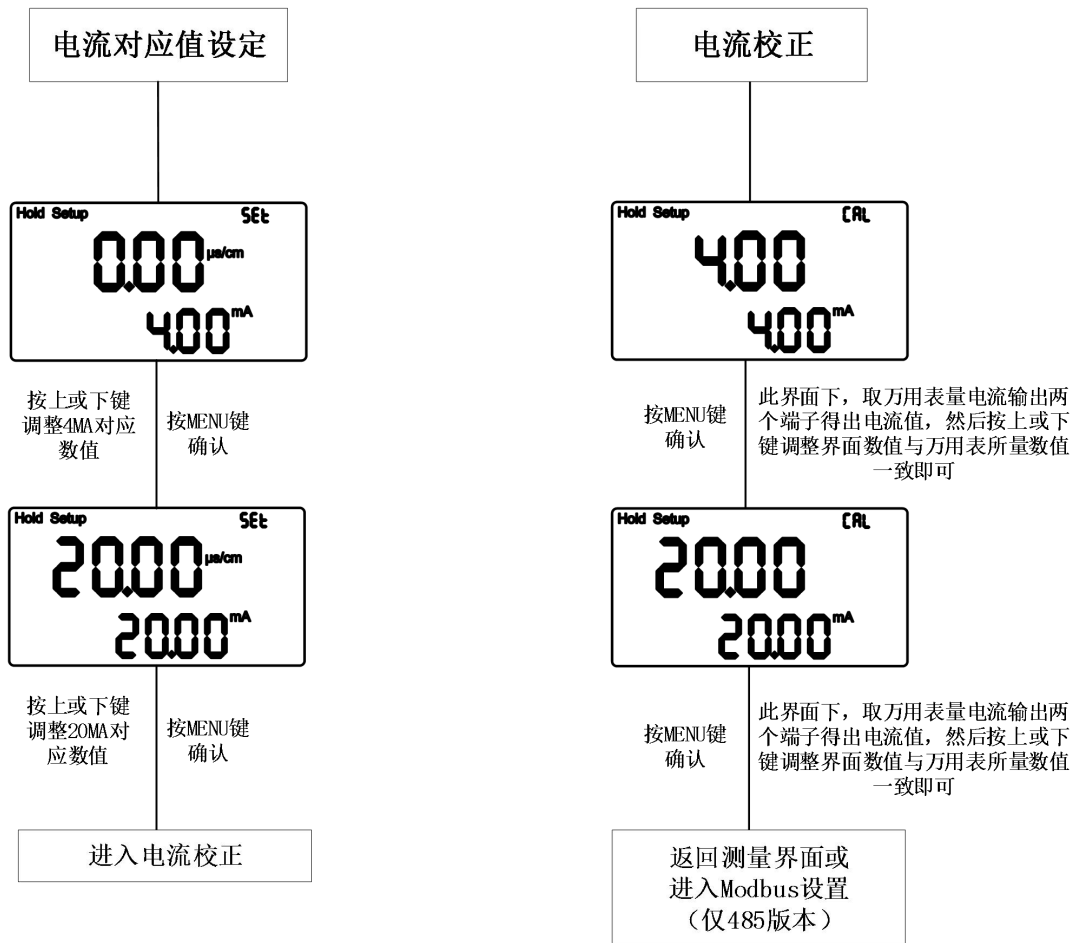 电流对应值设定
Hold Setup
SEt
0.00 μs/cm
4.00 mA
按上或下键
调整4MA对应
数值
按MENU键
确认
Hold Setup
SEt
20.00 μs/cm
20.00 mA
按上或下键
调整20MA对
应数值
按MENU键
确认
进入电流校正
电流校正
Hold Setup
CAL
4.00
4.00 mA
按MENU键
确认
此界面下，取万用表量电流输出两
个端子得出电流值，然后按上或下
键调整界面数值与万用表所量数值
一致即可
Hold Setup
CAL
20.00
20.00 mA
按MENU键
确认
此界面下，取万用表量电流输出两
个端子得出电流值，然后按上或下
键调整界面数值与万用表所量数值
一致即可
返回测量界面或
进入Modbus设置
（仅485版本）